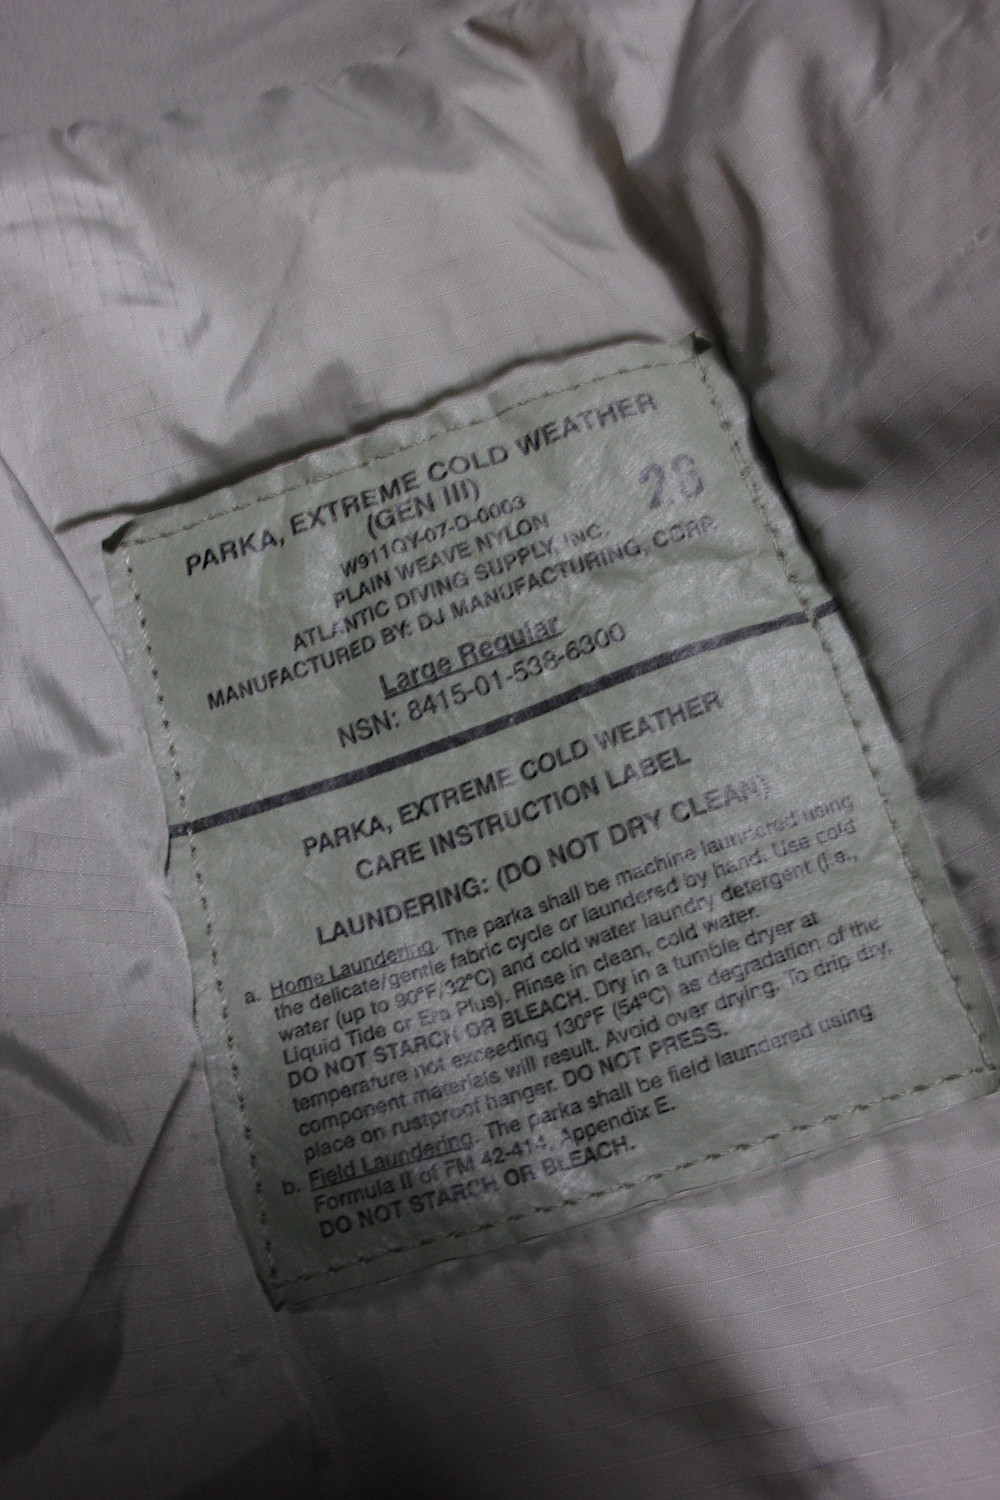 PARKA, EXTREME COLD WEATHER
(GEN III)
28
W911QY-07-D-0003
PLAIN WEAVE NYLON
ATLANTIC DIVING SUPPLY, INC.
MANUFACTURED BY: DJ MANUFACTURING, CORP.
Large Regular
NSN: 8415-01-538-6300
PARKA, EXTREME COLD WEATHER
CARE INSTRUCTION LABEL
LAUNDERING: (DO NOT DRY CLEAN)
a. Home Laundering. The parka shall be machine laundered using
the delicate/gentle fabric cycle or laundered by hand. Use cold
water (up to 90°F/32°C) and cold water laundry detergent (i.e.,
Liquid Tide or Era Plus). Rinse in clean, cold water.
DO NOT STARCH OR BLEACH. Dry in a tumble dryer at
temperature not exceeding 130°F (54°C) as degradation of the
component materials will result. Avoid over drying. To drip dry,
place on rustproof hanger. DO NOT PRESS.
b. Field Laundering. The parka shall be field laundered using
Formula II of FM 42-414, Appendix E.
DO NOT STARCH OR BLEACH.